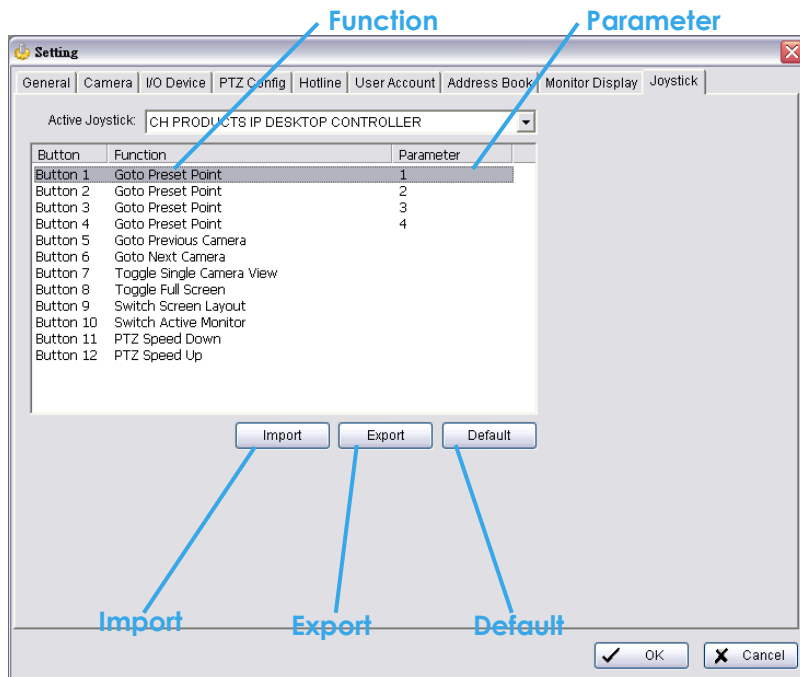 Function Parameter
Setting
General Camera I/O Device PTZ Config Hotline User Account Address Book Monitor Display Joystick
Active Joystick: CH PRODUCTS IP DESKTOP CONTROLLER
Button Function Parameter
Button 1 Goto Preset Point 1
Button 2 Goto Preset Point 2
Button 3 Goto Preset Point 3
Button 4 Goto Preset Point 4
Button 5 Goto Previous Camera
Button 6 Goto Next Camera
Button 7 Toggle Single Camera View
Button 8 Toggle Full Screen
Button 9 Switch Screen Layout
Button 10 Switch Active Monitor
Button 11 PTZ Speed Down
Button 12 PTZ Speed Up
Import Export Default
Import Export Default
OK Cancel